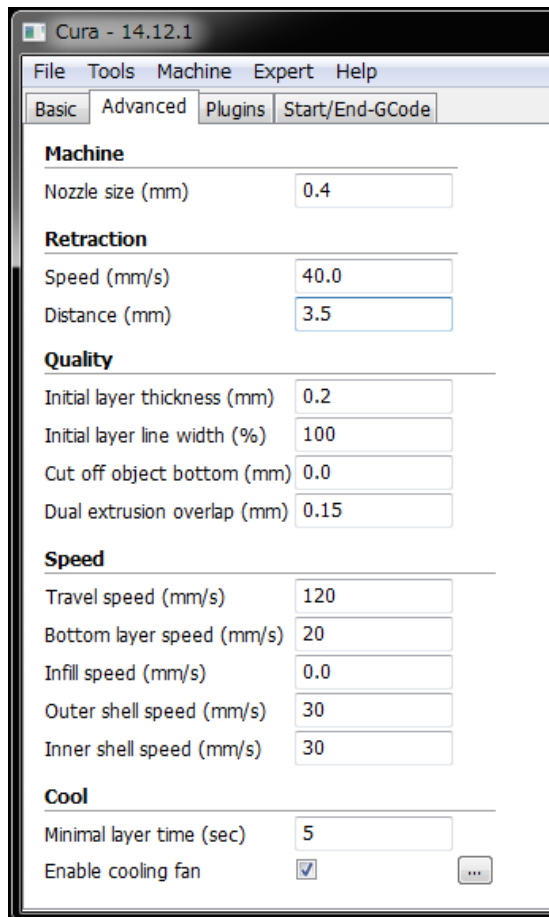 Cura - 14.12.1
File Tools Machine Expert Help
Basic Advanced Plugins Start/End-GCode
Machine
Nozzle size (mm) 0.4
Retraction
Speed (mm/s) 40.0
Distance (mm) 3.5
Quality
Initial layer thickness (mm) 0.2
Initial layer line width (%) 100
Cut off object bottom (mm) 0.0
Dual extrusion overlap (mm) 0.15
Speed
Travel speed (mm/s) 120
Bottom layer speed (mm/s) 20
Infill speed (mm/s) 0.0
Outer shell speed (mm/s) 30
Inner shell speed (mm/s) 30
Cool
Minimal layer time (sec) 5
Enable cooling fan ...